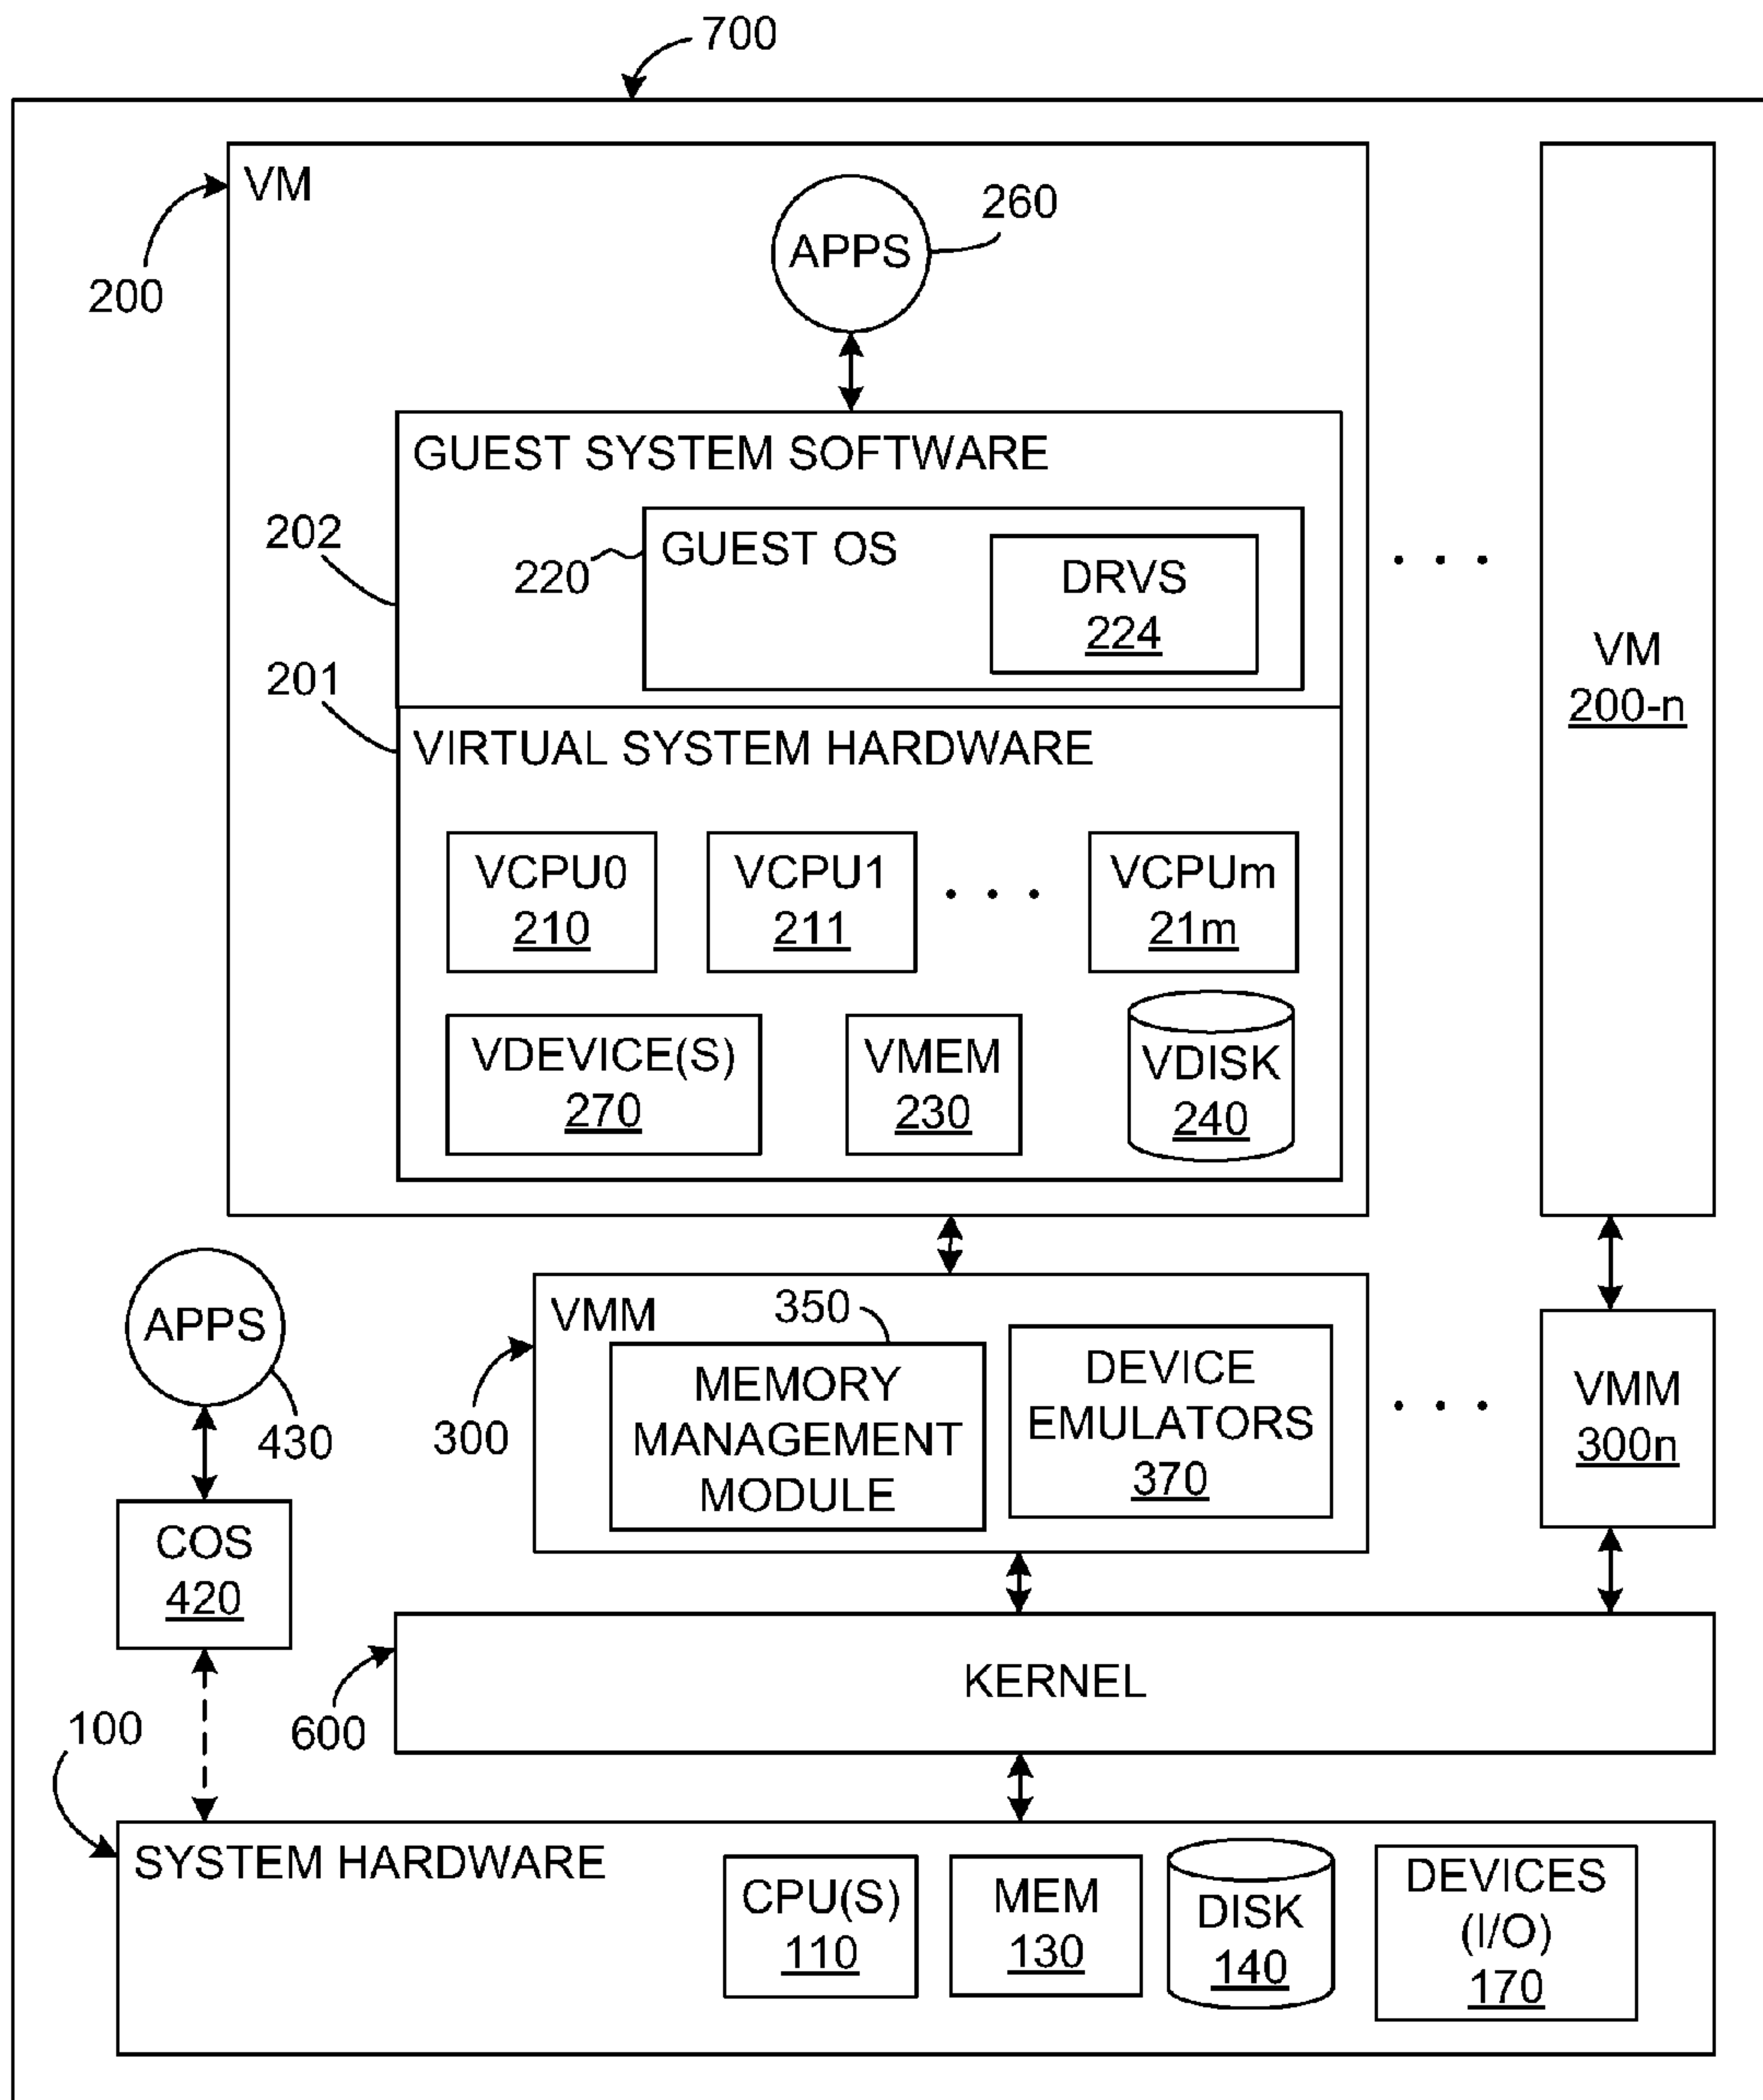 700
VM
200
260
APPS
GUEST SYSTEM SOFTWARE
202
220
GUEST OS
DRVS
224
201
VIRTUAL SYSTEM HARDWARE
VCPU0
210
VCPU1
211
. . .
VCPUm
21m
VDEVICE(S)
270
VMEM
230
VDISK
240
. . .
VM
200-n
APPS
430
COS
420
VMM
300
350
MEMORY
MANAGEMENT
MODULE
DEVICE
EMULATORS
370
. . .
VMM
300n
600
KERNEL
100
SYSTEM HARDWARE
CPU(S)
110
MEM
130
DISK
140
DEVICES
(I/O)
170